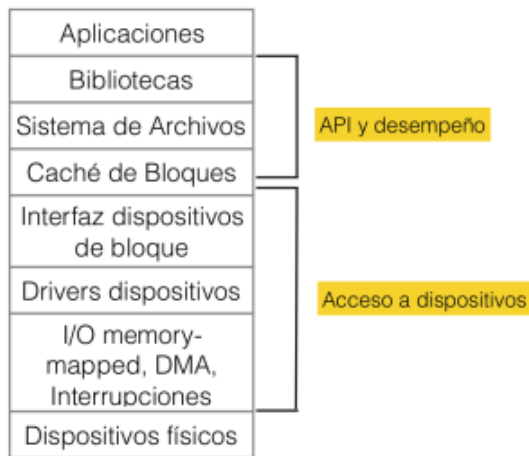 Aplicaciones
Bibliotecas
Sistema de Archivos
API y desempeño
Caché de Bloques
Interfaz dispositivos
de bloque
Drivers dispositivos
Acceso a dispositivos
I/O memory-
mapped, DMA,
Interrupciones
Dispositivos físicos